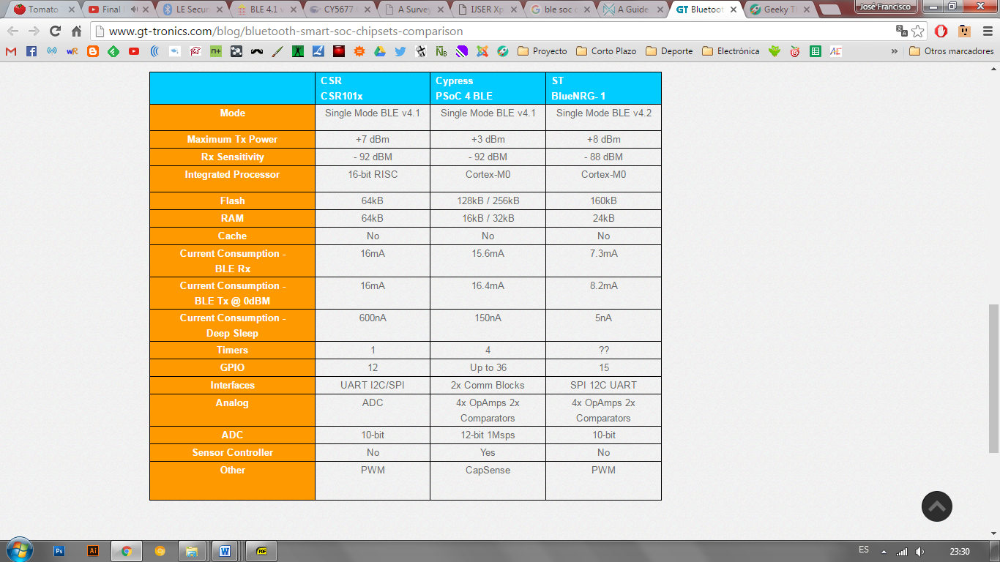 Tomato
Final
LE Secur
BLE 4.1 v
CY5677
A Survey
IJSER Xp
ble soc c
A Guide
GT Bluetoot
Geeky T
José Francisco
www.gt-tronics.com/blog/bluetooth-smart-soc-chipsets-comparison
Proyecto
Corto Plazo
Deporte
Electrónica
»
Otros marcadores
CSR Cypress ST
CSR101x PSoC 4 BLE BlueNRG- 1
Mode Single Mode BLE v4.1 Single Mode BLE v4.1 Single Mode BLE v4.2
Maximum Tx Power +7 dBm +3 dBm +8 dBm
Rx Sensitivity - 92 dBM - 92 dBM - 88 dBM
Integrated Processor 16-bit RISC Cortex-M0 Cortex-M0
Flash 64kB 128kB / 256kB 160kB
RAM 64kB 16kB / 32kB 24kB
Cache No No No
Current Consumption - 16mA 15.6mA 7.3mA
BLE Rx
Current Consumption - 16mA 16.4mA 8.2mA
BLE Tx @ 0dBM
Current Consumption - 600nA 150nA 5nA
Deep Sleep
Timers 1 4 ??
GPIO 12 Up to 36 15
Interfaces UART I2C/SPI 2x Comm Blocks SPI 12C UART
Analog ADC 4x OpAmps 2x 4x OpAmps 2x
Comparators Comparators
ADC 10-bit 12-bit 1Msps 10-bit
Sensor Controller No Yes No
Other PWM CapSense PWM
Ps
Ai
W
PDF
ES
23:30